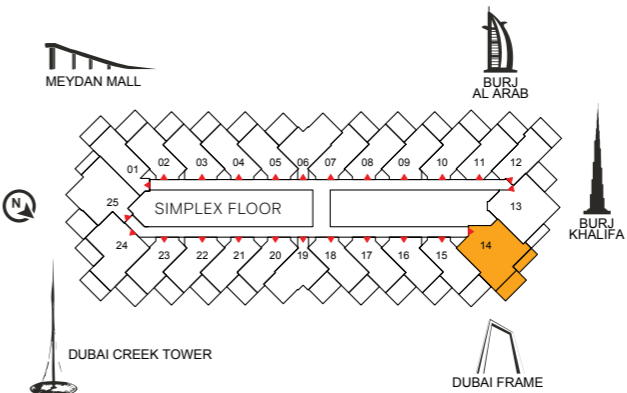 MEYDAN MALL
BURJ
AL ARAB
01 02 03 04 05 06 07 08 09 10 11 12
N
25
SIMPLEX FLOOR
13
BURJ
KHALIFA
24 23 22 21 20 19 18 17 16 15 14
DUBAI CREEK TOWER
DUBAI FRAME